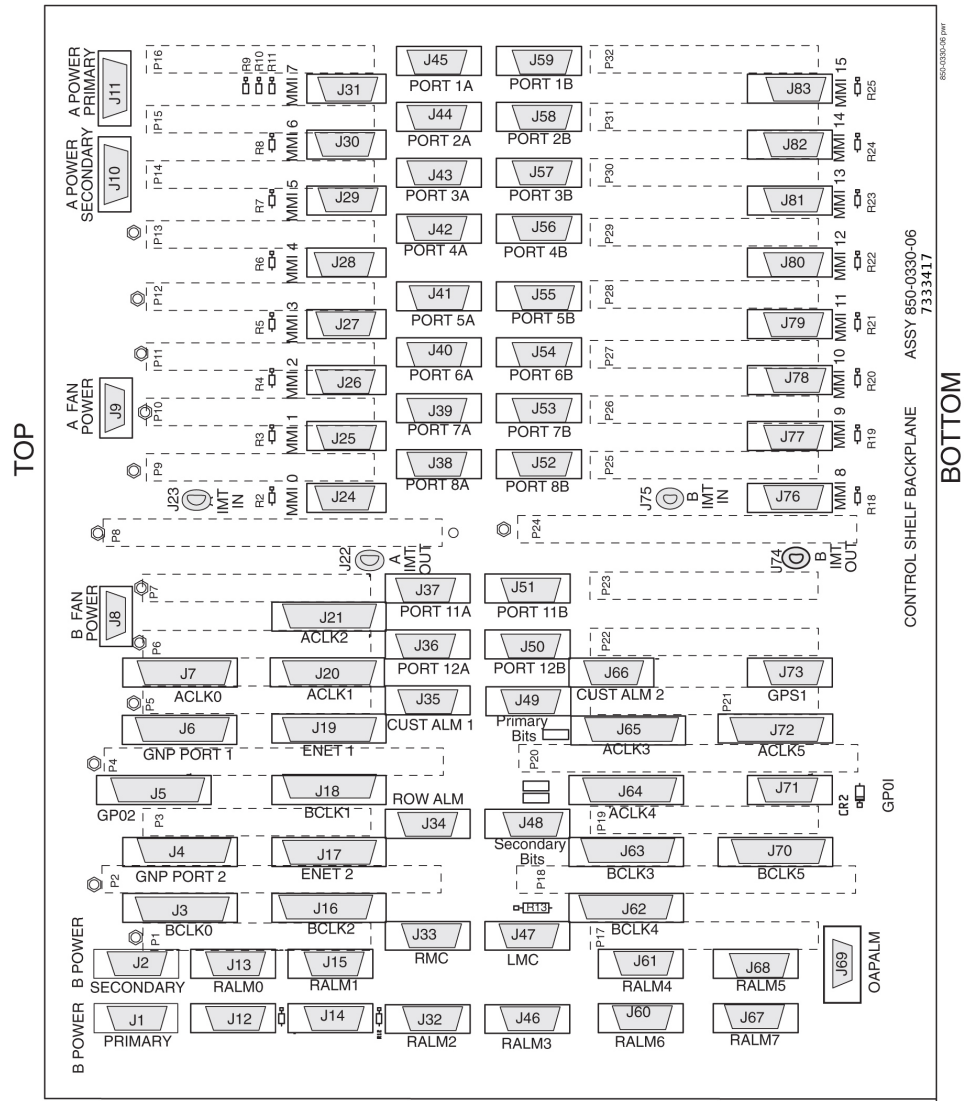 850-0330-06 pwr
TOP
BOTTOM
A POWER
PRIMARY
J11
P16
R9
R10
R11
MMI 7
J31
J45
PORT 1A
J59
PORT 1B
P32
J83
MMI 15
R25
P15
R8
MMI 6
J30
J44
PORT 2A
J58
PORT 2B
P31
J82
MMI 14
R24
A POWER
SECONDARY
J10
P14
R7
MMI 5
J29
J43
PORT 3A
J57
PORT 3B
P30
J81
MMI 13
R23
P13
R6
MMI 4
J28
J42
PORT 4A
J56
PORT 4B
P29
J80
MMI 12
R22
P12
R5
MMI 3
J27
J41
PORT 5A
J55
PORT 5B
P28
J79
MMI 11
R21
ASSY 850-0330-06
7333417
P11
R4
MMI 2
J26
J40
PORT 6A
J54
PORT 6B
P27
J78
MMI 10
R20
A FAN
POWER
J9
P10
R3
MMI 1
J25
J39
PORT 7A
J53
PORT 7B
P26
J77
MMI 9
R19
P9
J23
A
IMT
IN
R2
MMI 0
J24
J38
PORT 8A
J52
PORT 8B
P25
J75
B
IMT
IN
J76
MMI 8
R18
P8
J22
A
IMT
OUT
P24
J74
B
IMT
OUT
CONTROL SHELF BACKPLANE
B FAN
POWER
J8
P7
J21
ACLK2
J37
PORT 11A
J51
PORT 11B
P23
P6
J7
ACLK0
J20
ACLK1
J36
PORT 12A
J50
PORT 12B
P22
J66
CUST ALM 2
J73
GPS1
P5
J6
GNP PORT 1
J19
ENET 1
J35
CUST ALM 1
J49
Primary
Bits
J65
ACLK3
P21
J72
ACLK5
P4
J5
GP02
J18
BCLK1
P20
J64
ACLK4
J71
CR2
GP0I
P3
J4
GNP PORT 2
J17
ENET 2
ROW ALM
J34
J48
Secondary
Bits
P19
J63
BCLK3
J70
BCLK5
P2
J3
BCLK0
J16
BCLK2
P18
R13
J62
BCLK4
P1
J33
RMC
J47
LMC
P17
B POWER
J2
SECONDARY
J13
RALM0
J15
RALM1
J61
RALM4
J68
RALM5
J69
OAPALM
B POWER
J1
PRIMARY
J12
J14
J32
RALM2
J46
RALM3
J60
RALM6
J67
RALM7